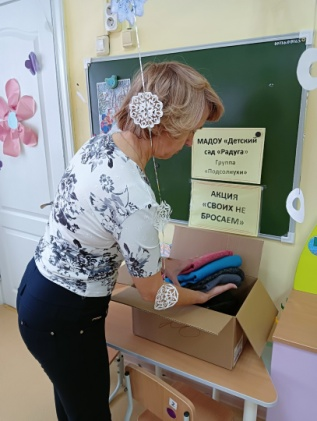 МАДОУ «Детский
сад «Радуга»
Группа
«Подсолнухи»
АКЦИЯ
«СВОИХ НЕ
БРОСАЕМ»